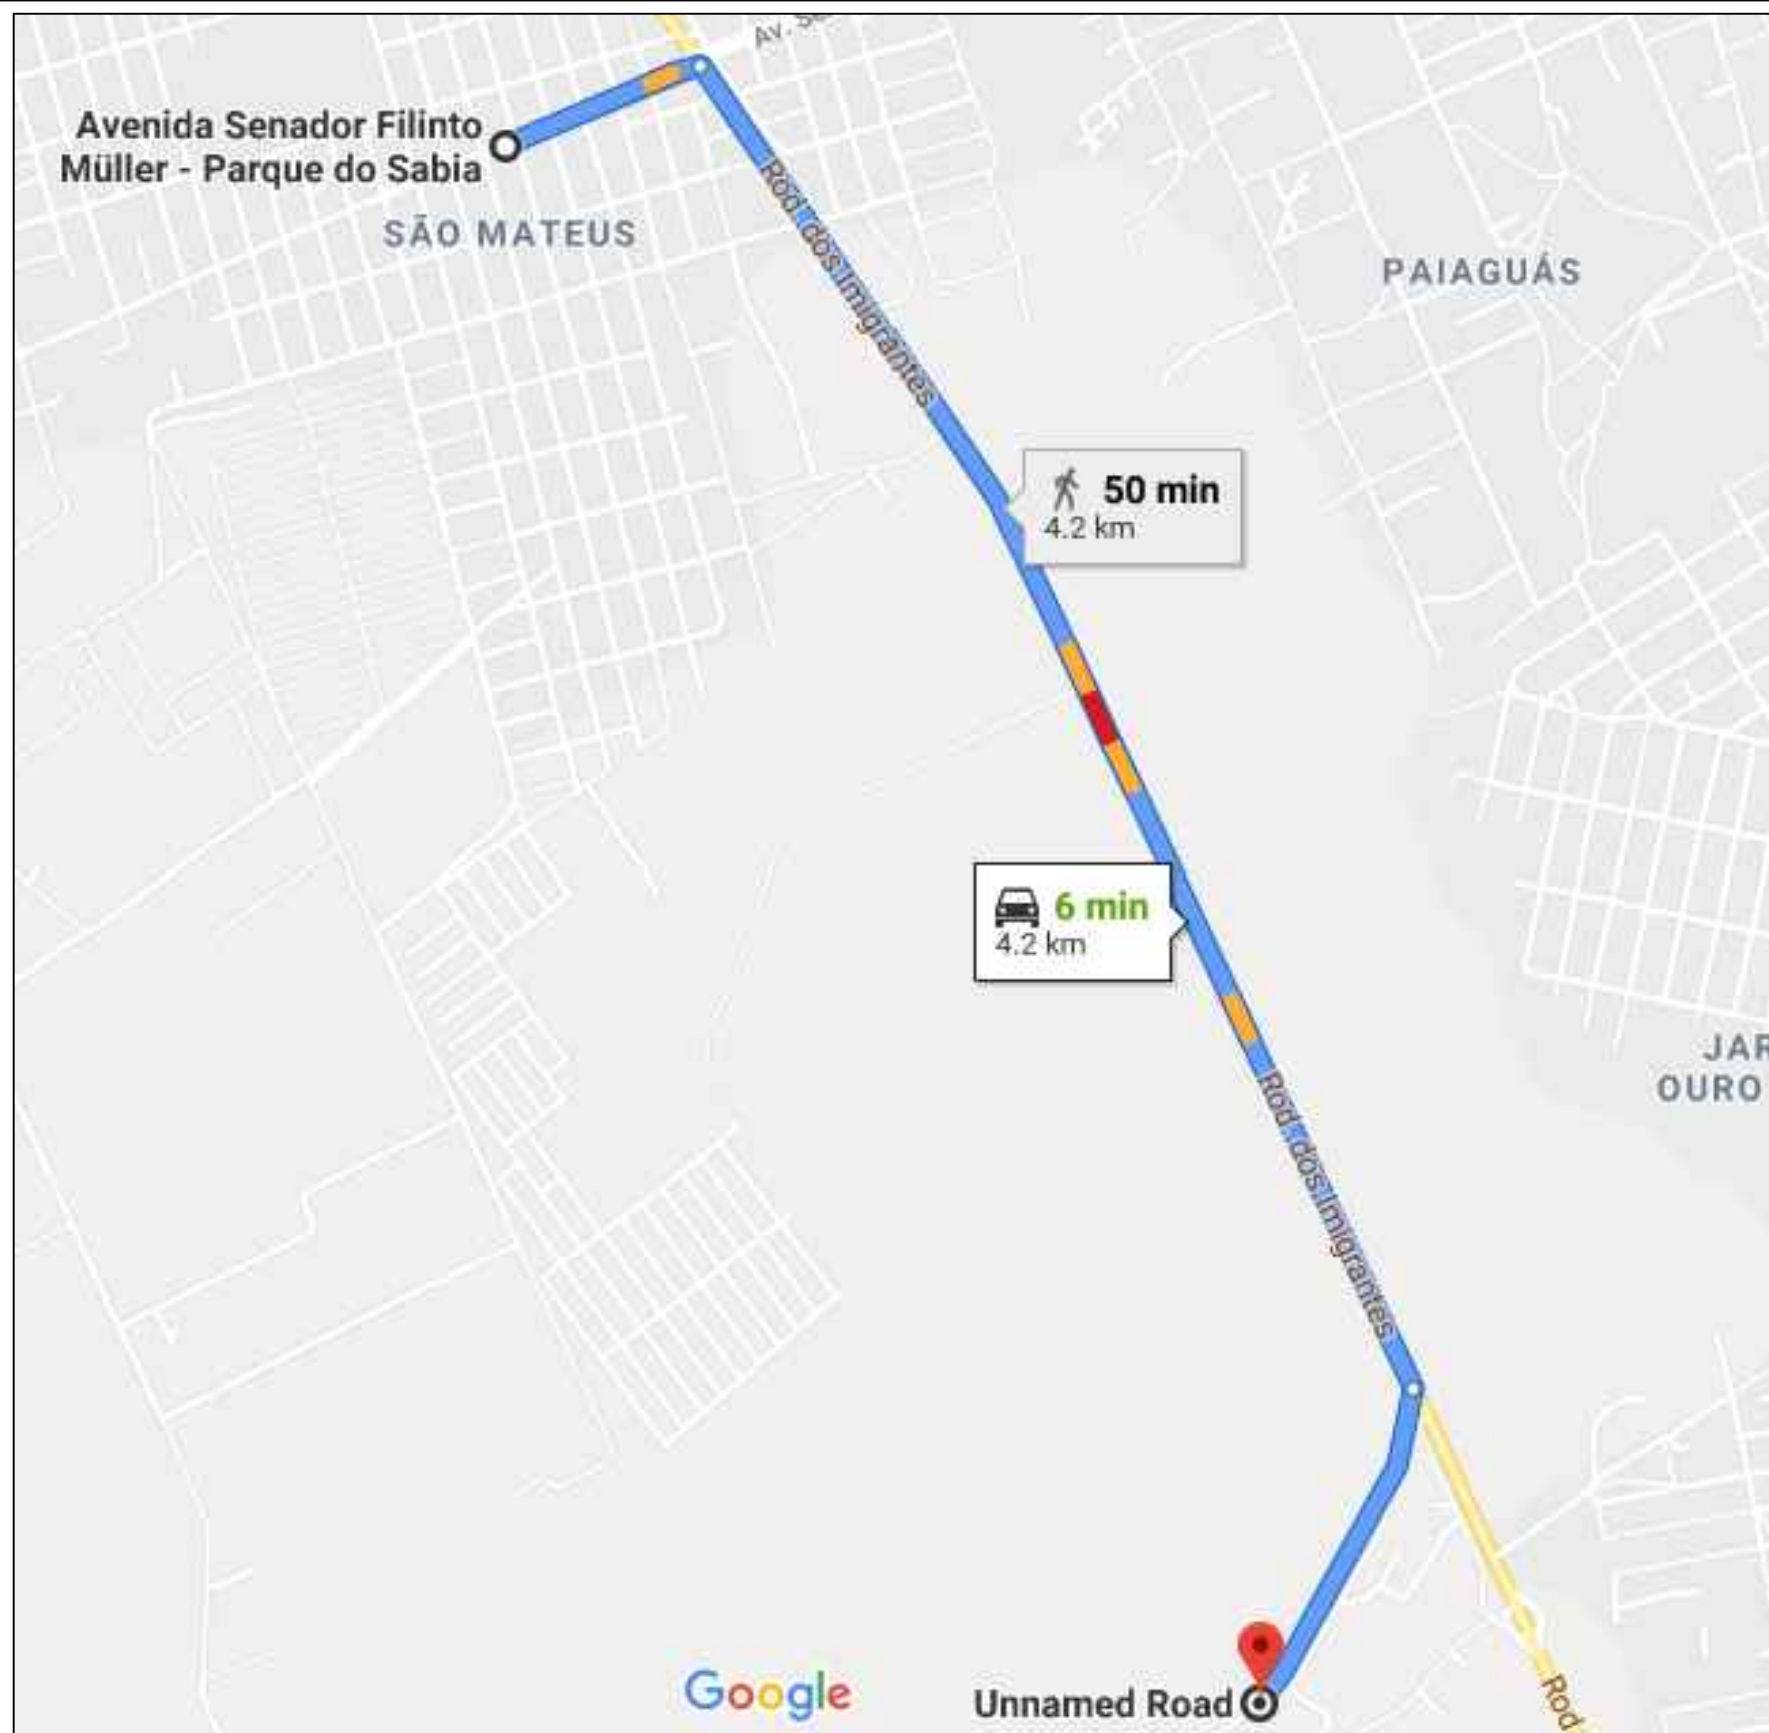 Av. Se
Avenida Senador Filinto
Müller - Parque do Sabia
SÃO MATEUS
Rod. dos Imigrantes
PAIAGUÁS
50 min
4.2 km
6 min
4.2 km
JAR
OURO
Rod. dos Imigrantes
Google
Unnamed Road
Rod